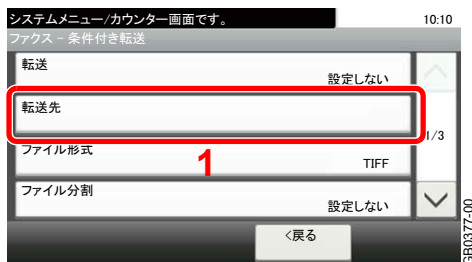 システムメニュー/カウンター画面です。
10:10
ファクス - 条件付き転送
転送
設定しない
転送先
1/3
ファイル形式
1
TIFF
ファイル分割
設定しない
<戻る
GB0377-00